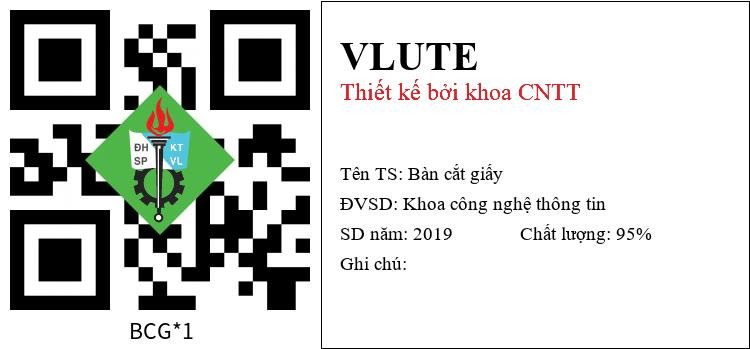 ĐH KT
SP VL
BCG*1
VLUTE
Thiết kế bởi khoa CNTT
Tên TS: Bàn cắt giấy
ĐVSD: Khoa công nghệ thông tin
SD năm: 2019 Chất lượng: 95%
Ghi chú: